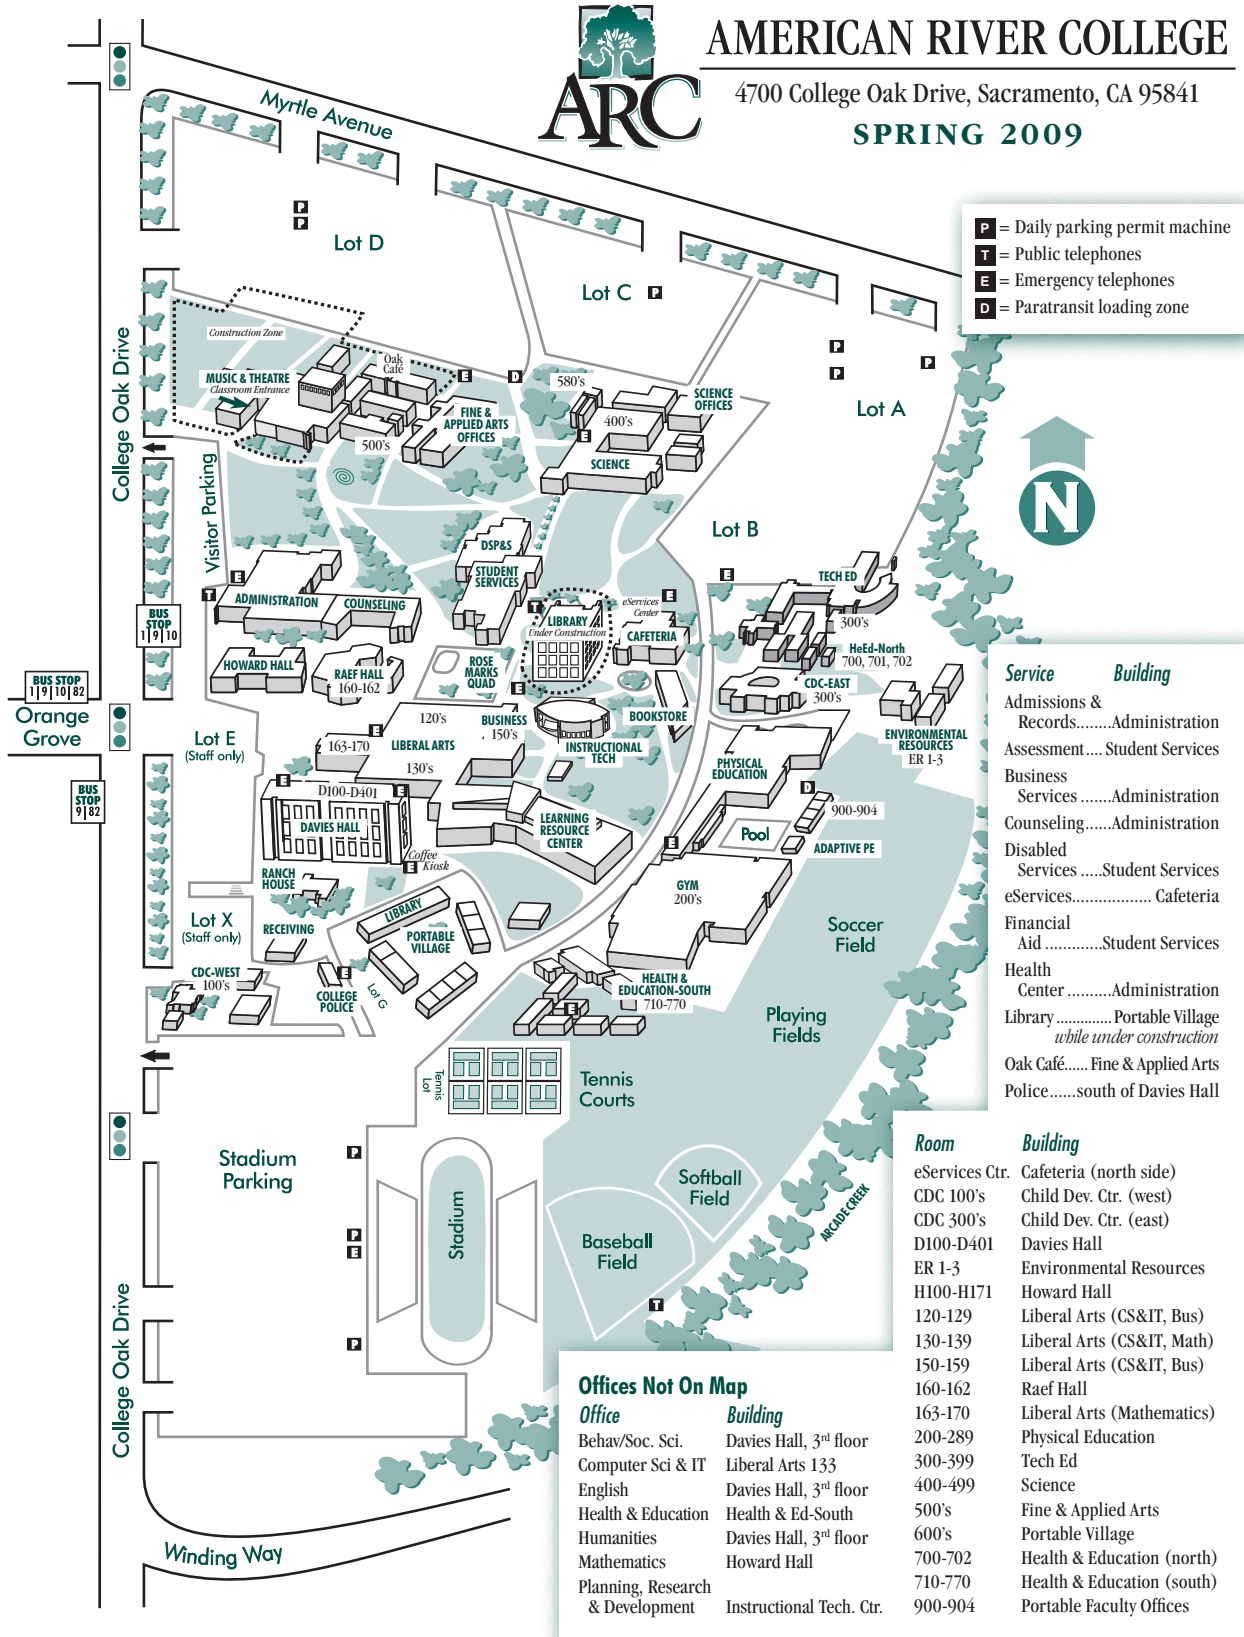 AMERICAN RIVER COLLEGE
4700 College Oak Drive, Sacramento, CA 95841
SPRING 2009
ARC
P = Daily parking permit machine
T = Public telephones
E = Emergency telephones
D = Paratransit loading zone
Myrtle Avenue
Lot D
P
P
Lot C
P
P
P
P
Lot A
College Oak Drive
Construction Zone
Oak
Café
MUSIC & THEATRE
Classroom Entrance
E
D
580's
SCIENCE
OFFICES
FINE &
APPLIED ARTS
OFFICES
400's
500's
E
SCIENCE
N
Visitor Parking
Lot B
DSP&S
STUDENT
SERVICES
E
T
ADMINISTRATION
COUNSELING
T
LIBRARY
Under Construction
eServices
Center
E
CAFETERIA
E
TECH ED
300's
HeEd-North
700, 701, 702
CDC-EAST
300's
BUS
STOP
1|9|10
BUS STOP
1|9|10|82
Orange
Grove
BUS
STOP
9|82
HOWARD HALL
RAEF HALL
160-162
ROSE
MARKS
QUAD
E
BOOKSTORE
ENVIRONMENTAL
RESOURCES
ER 1-3
Lot E
(Staff only)
120's
BUSINESS
150's
E
163-170
LIBERAL ARTS
130's
INSTRUCTIONAL
TECH
PHYSICAL
EDUCATION
E
D100-D401
E
DAVIES HALL
LEARNING
RESOURCE
CENTER
D
900-904
Pool
E
ADAPTIVE PE
Coffee
Kiosk
E
RANCH
HOUSE
GYM
200's
LIBRARY
Lot X
(Staff only)
RECEIVING
PORTABLE
VILLAGE
Soccer
Field
CDC-WEST
100's
E
COLLEGE
POLICE
Lot G
HEALTH &
EDUCATION-SOUTH
710-770
E
Playing
Fields
Tennis
Lot
Tennis
Courts
Stadium
Parking
P
P
E
P
Stadium
Softball
Field
Baseball
Field
T
ARCADE CREEK
College Oak Drive
Winding Way
Service Building
Admissions &
Records.......Administration
Assessment.... Student Services
Business
Services .......Administration
Counseling......Administration
Disabled
Services .....Student Services
eServices.................. Cafeteria
Financial
Aid .............Student Services
Health
Center ..........Administration
Library .............Portable Village
while under construction
Oak Café...... Fine & Applied Arts
Police......south of Davies Hall
Room Building
eServices Ctr. Cafeteria (north side)
CDC 100's Child Dev. Ctr. (west)
CDC 300's Child Dev. Ctr. (east)
D100-D401 Davies Hall
ER 1-3 Environmental Resources
H100-H171 Howard Hall
120-129 Liberal Arts (CS&IT, Bus)
130-139 Liberal Arts (CS&IT, Math)
150-159 Liberal Arts (CS&IT, Bus)
160-162 Raef Hall
163-170 Liberal Arts (Mathematics)
200-289 Physical Education
300-399 Tech Ed
400-499 Science
500's Fine & Applied Arts
600's Portable Village
700-702 Health & Education (north)
710-770 Health & Education (south)
900-904 Portable Faculty Offices
Offices Not On Map
Office Building
Behav/Soc. Sci. Davies Hall, 3rd floor
Computer Sci & IT Liberal Arts 133
English Davies Hall, 3rd floor
Health & Education Health & Ed-South
Humanities Davies Hall, 3rd floor
Mathematics Howard Hall
Planning, Research
& Development Instructional Tech. Ctr.